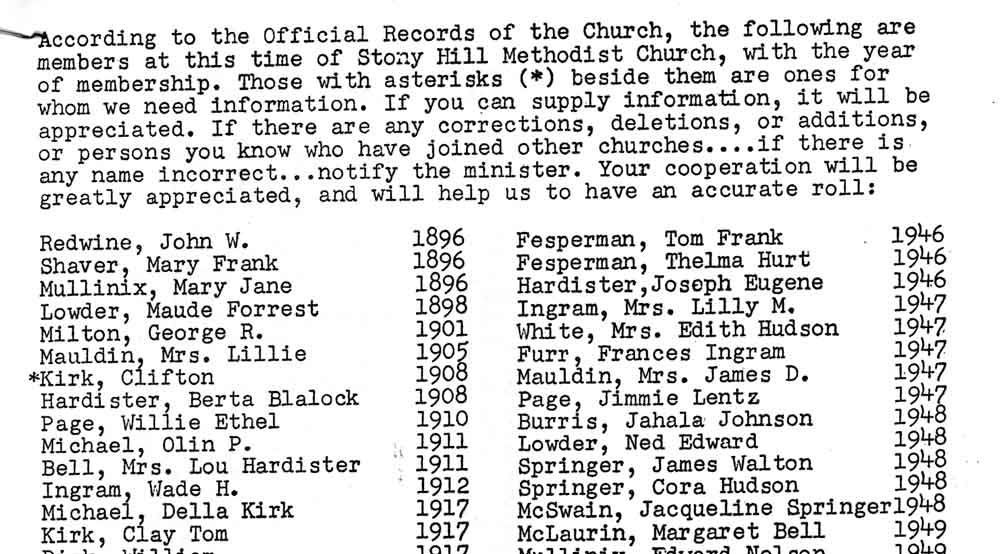 According to the Official Records of the Church, the following are
members at this time of Stony Hill Methodist Church, with the year
of membership. Those with asterisks (*) beside them are ones for
whom we need information. If you can supply information, it will be
appreciated. If there are any corrections, deletions, or additions,
or persons you know who have joined other churches....if there is
any name incorrect...notify the minister. Your cooperation will be
greatly appreciated, and will help us to have an accurate roll:
Redwine, John W. 1896
Shaver, Mary Frank 1896
Mullinix, Mary Jane 1896
Lowder, Maude Forrest 1898
Milton, George R. 1901
Mauldin, Mrs. Lillie 1905
*Kirk, Clifton 1908
Hardister, Berta Blalock 1908
Page, Willie Ethel 1910
Michael, Olin P. 1911
Bell, Mrs. Lou Hardister 1911
Ingram, Wade H. 1912
Michael, Della Kirk 1917
Kirk, Clay Tom 1917
William 1917
Fesperman, Tom Frank 1946
Fesperman, Thelma Hurt 1946
Hardister,Joseph Eugene 1946
Ingram, Mrs. Lilly M. 1947
White, Mrs. Edith Hudson 1947
Furr, Frances Ingram 1947
Mauldin, Mrs. James D. 1947
Page, Jimmie Lentz 1947
Burris, Jahala Johnson 1948
Lowder, Ned Edward 1948
Springer, James Walton 1948
Springer, Cora Hudson 1948
McSwain, Jacqueline Springer1948
McLaurin, Margaret Bell 1949
Mullinix, Edward Nelson 1949